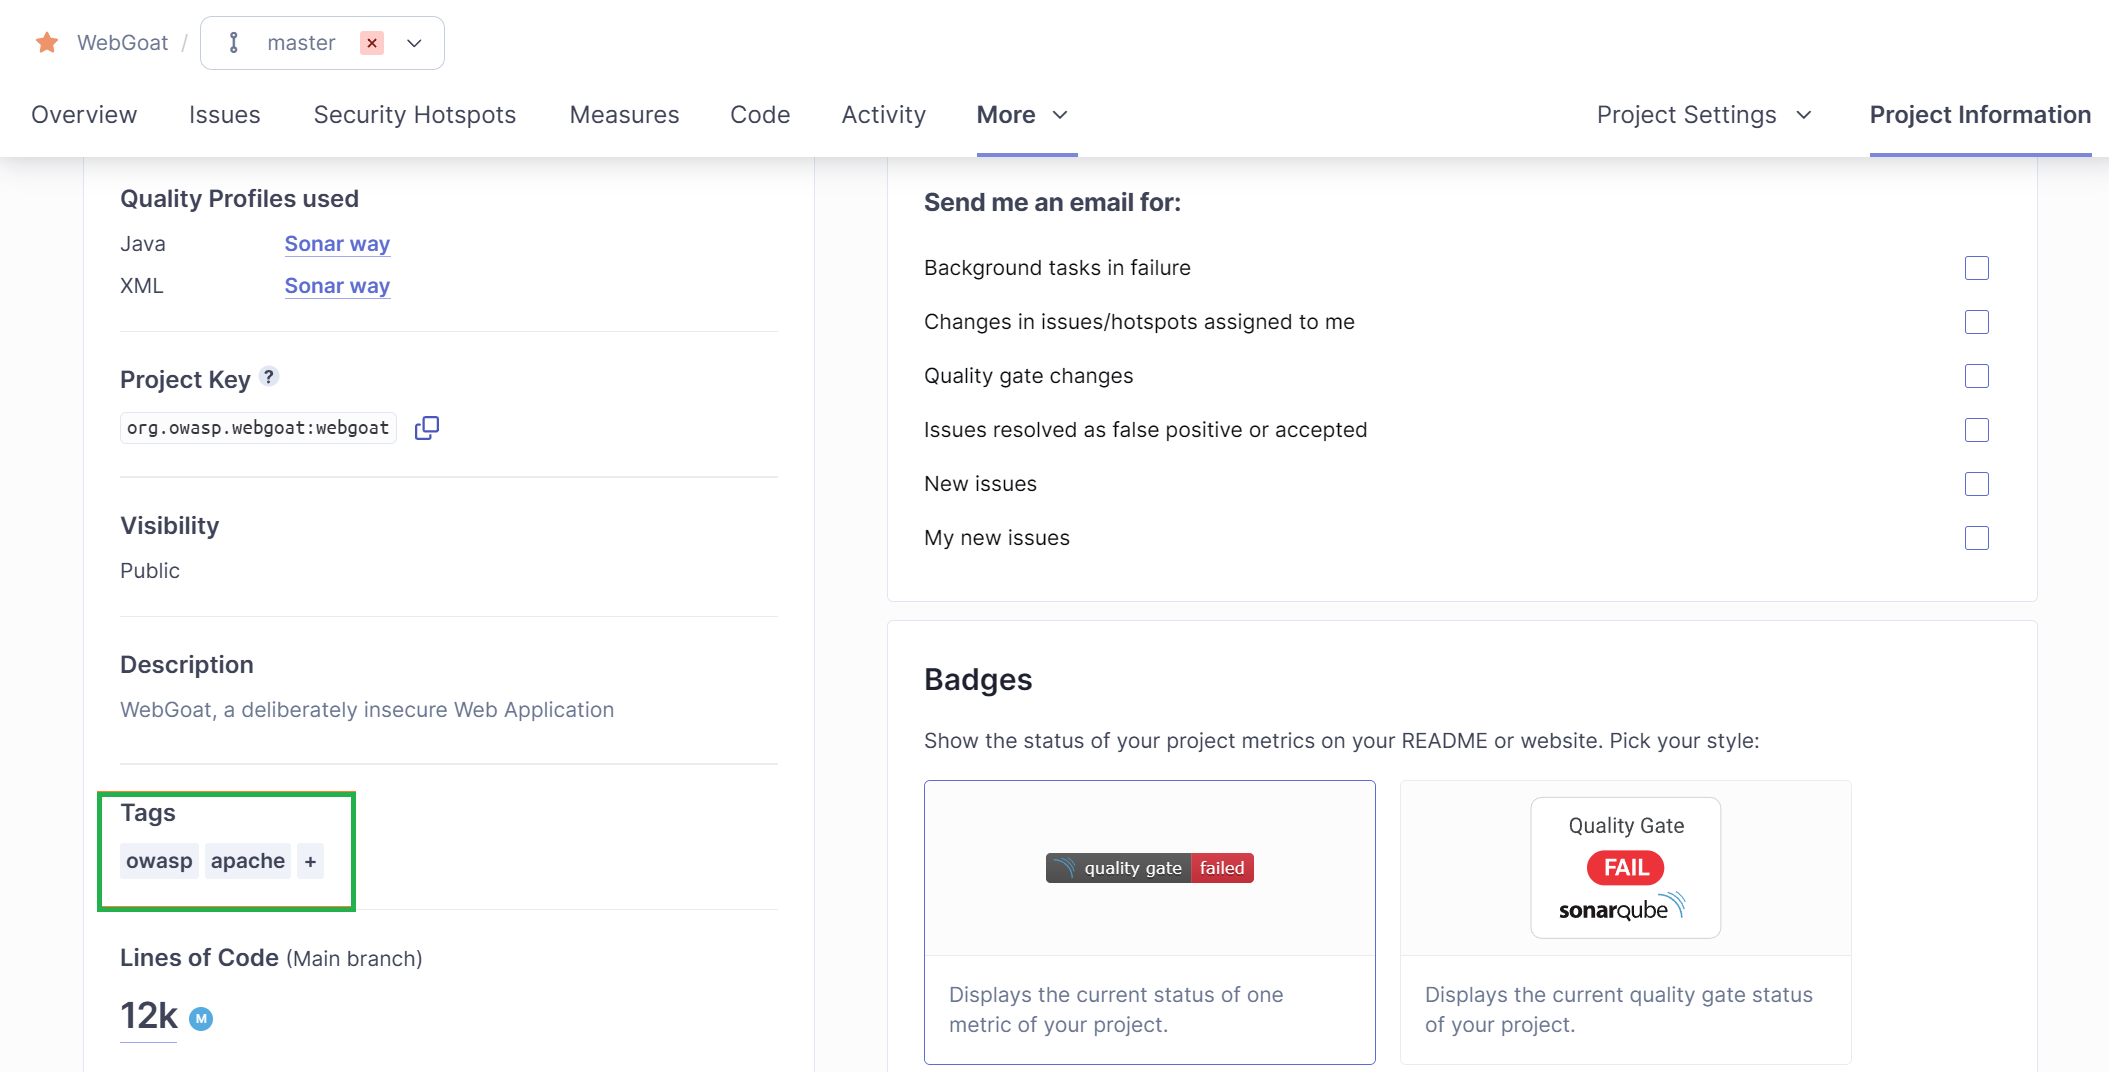 WebGoat / master
Overview Issues Security Hotspots Measures Code Activity More Project Settings Project Information
Quality Profiles used
Java Sonar way
XML Sonar way
Project Key ?
org.owasp.webgoat:webgoat
Visibility
Public
Description
WebGoat, a deliberately insecure Web Application
Tags
owasp apache +
Lines of Code (Main branch)
12k M
Send me an email for:
Background tasks in failure
Changes in issues/hotspots assigned to me
Quality gate changes
Issues resolved as false positive or accepted
New issues
My new issues
Badges
Show the status of your project metrics on your README or website. Pick your style:
quality gate failed
Displays the current status of one
metric of your project.
Quality Gate
FAIL
sonarqube
Displays the current quality gate status
of your project.